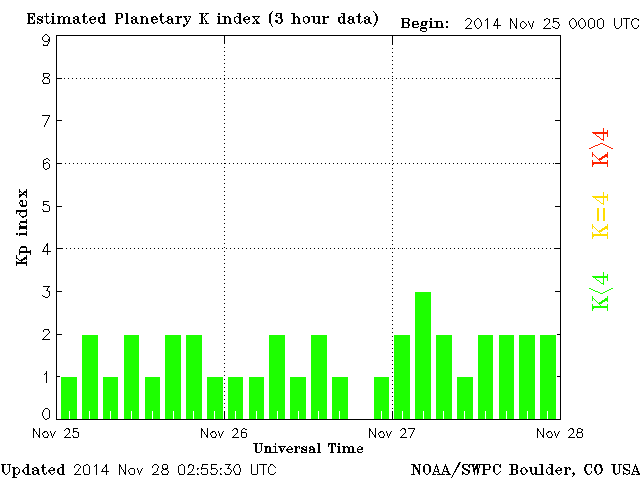 Estimated Planetary K index (3 hour data)
Begin: 2014 Nov 25 0000 UTC
9
8
7
6
5
4
3
2
1
0
Kp index
K>4
K=4
K<4
Nov 25
Nov 26
Nov 27
Nov 28
Universal Time
Updated 2014 Nov 28 02:55:30 UTC
NOAA/SWPC Boulder, CO USA